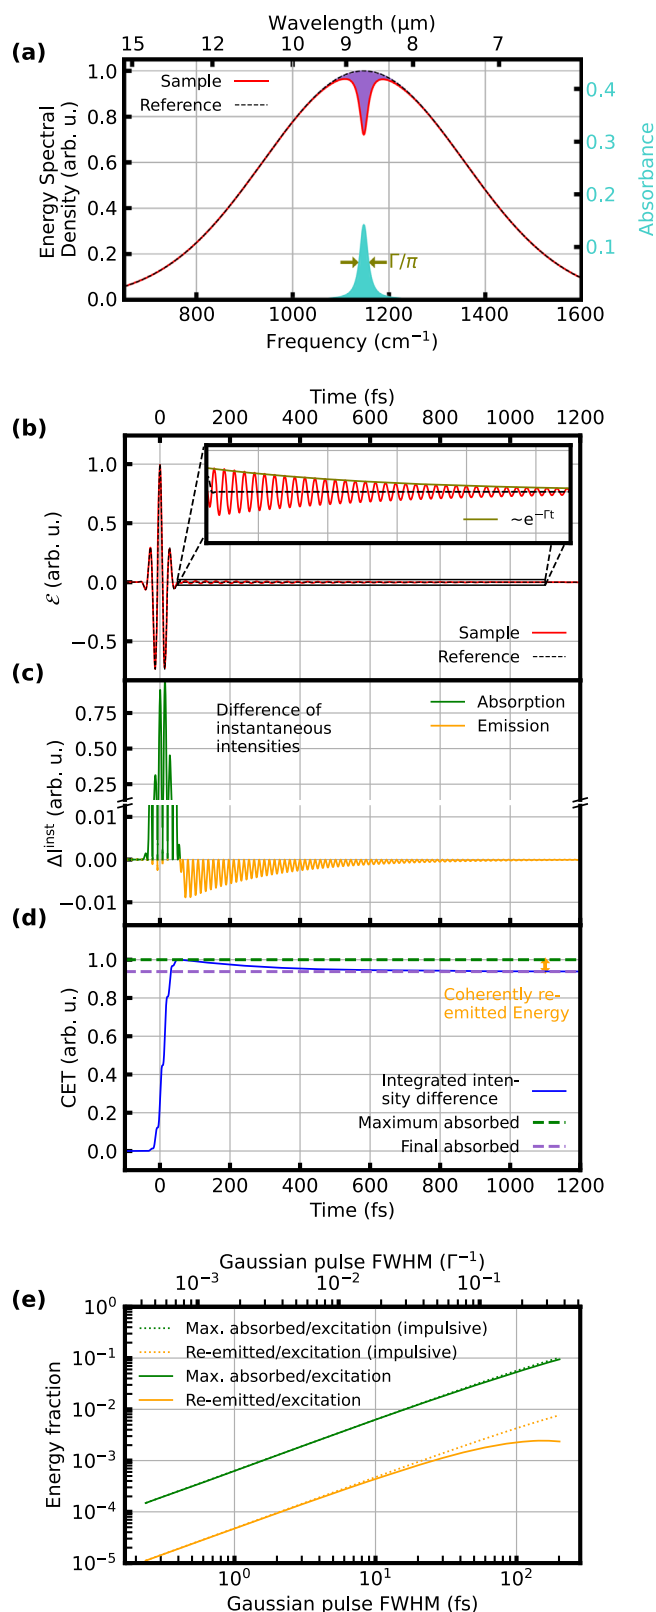 Wavelength (μm)
15 12 10 9 8 7
(a)
Sample
Reference
Energy Spectral
Density (arb. u.)
1.0
0.8
0.6
0.4
0.2
0.0
0.4
0.3
0.2
0.1
Absorbance
Γ/π
800 1000 1200 1400 1600
Frequency (cm⁻¹)
Time (fs)
0 200 400 600 800 1000 1200
(b)
1.0
0.5
0.0
−0.5
ℰ (arb. u.)
~e⁻ᴦᵗ
Sample
Reference
(c)
Difference of
instantaneous
intensities
Absorption
Emission
0.75
0.50
0.25
0.01
0.00
−0.01
ΔIⁱⁿˢᵗ (arb. u.)
(d)
1.0
0.8
0.6
0.4
0.2
0.0
CET (arb. u.)
Coherently re-
emitted Energy
Integrated inten-
sity difference
Maximum absorbed
Final absorbed
0 200 400 600 800 1000 1200
Time (fs)
Gaussian pulse FWHM (Γ⁻¹)
10⁻³ 10⁻² 10⁻¹
(e)
Max. absorbed/excitation (impulsive)
Re-emitted/excitation (impulsive)
Max. absorbed/excitation
Re-emitted/excitation
10⁰
10⁻¹
10⁻²
10⁻³
10⁻⁴
10⁻⁵
Energy fraction
10⁰ 10¹ 10²
Gaussian pulse FWHM (fs)